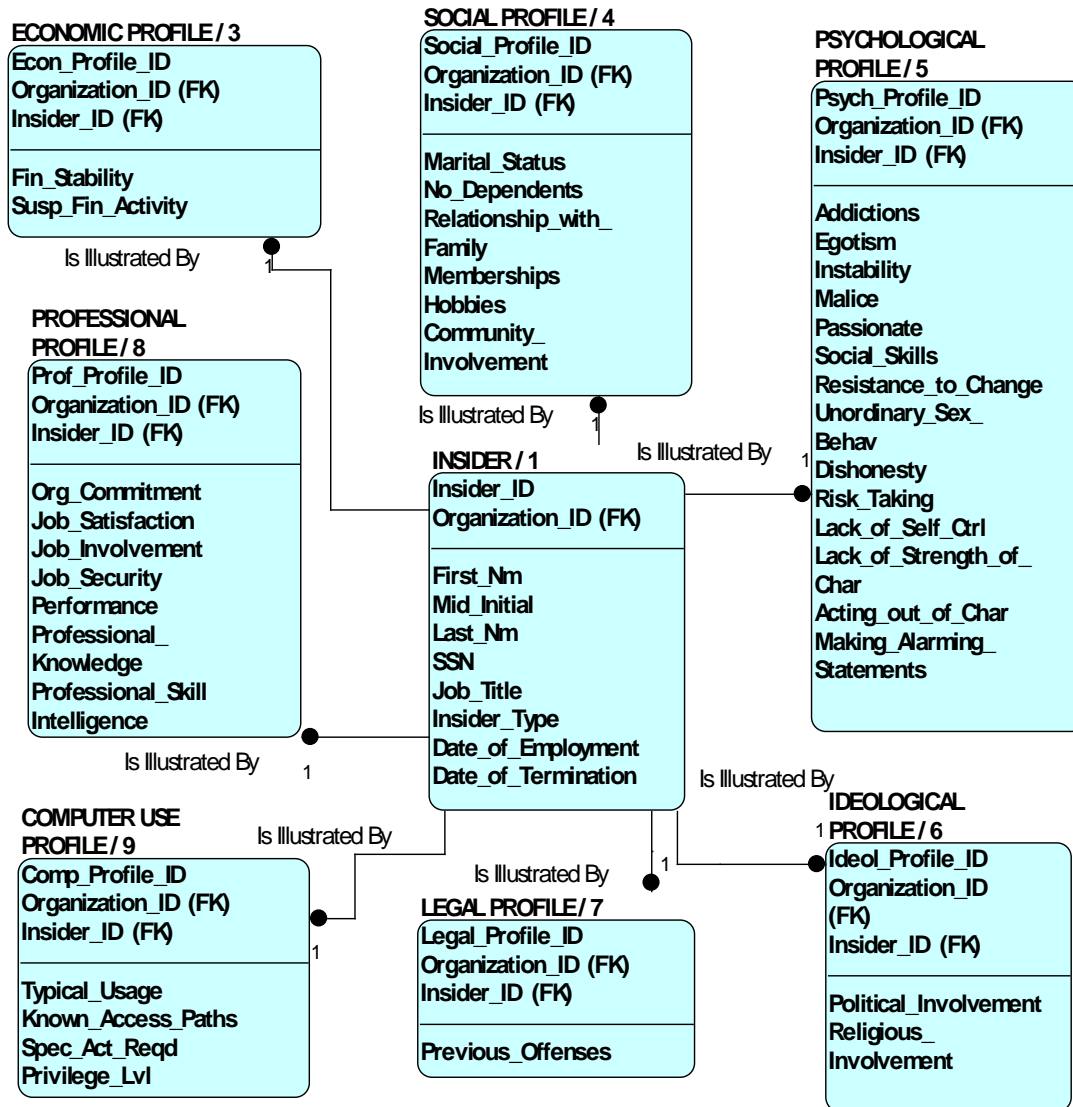 ECONOMIC PROFILE / 3
Econ_Profile_ID
Organization_ID (FK)
Insider_ID (FK)
Fin_Stability
Susp_Fin_Activity
Is Illustrated By
1
SOCIAL PROFILE / 4
Social_Profile_ID
Organization_ID (FK)
Insider_ID (FK)
Marital_Status
No_Dependents
Relationship_with_
Family
Memberships
Hobbies
Community_
Involvement
Is Illustrated By
1
PSYCHOLOGICAL
PROFILE / 5
Psych_Profile_ID
Organization_ID (FK)
Insider_ID (FK)
Addictions
Egotism
Instability
Malice
Passionate
Social_Skills
Resistance_to_Change
Unordinary_Sex_
Behav
Dishonesty
Risk_Taking
Lack_of_Self_Ctrl
Lack_of_Strength_of_
Char
Acting_out_of_Char
Making_Alarming_
Statements
Is Illustrated By
1
PROFESSIONAL
PROFILE / 8
Prof_Profile_ID
Organization_ID (FK)
Insider_ID (FK)
Org_Commitment
Job_Satisfaction
Job_Involvement
Job_Security
Performance
Professional_
Knowledge
Professional_Skill
Intelligence
Is Illustrated By
1
INSIDER / 1
Insider_ID
Organization_ID (FK)
First_Nm
Mid_Initial
Last_Nm
SSN
Job_Title
Insider_Type
Date_of_Employment
Date_of_Termination
COMPUTER USE
PROFILE / 9
Comp_Profile_ID
Organization_ID (FK)
Insider_ID (FK)
Typical_Usage
Known_Access_Paths
Spec_Act_Reqd
Privilege_Lvl
Is Illustrated By
1
Is Illustrated By
1
LEGAL PROFILE / 7
Legal_Profile_ID
Organization_ID (FK)
Insider_ID (FK)
Previous_Offenses
Is Illustrated By
1
IDEOLOGICAL
PROFILE / 6
Ideol_Profile_ID
Organization_ID
(FK)
Insider_ID (FK)
Political_Involvement
Religious_
Involvement